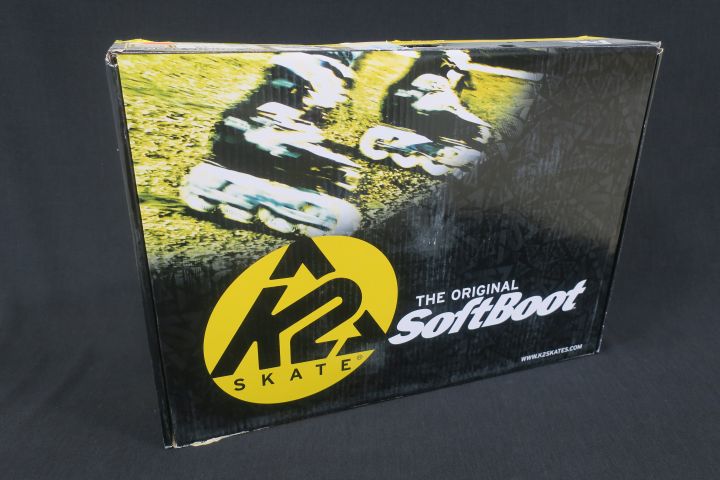 K2
SKATE®
THE ORIGINAL
SoftBoot
WWW.K2SKATES.COM